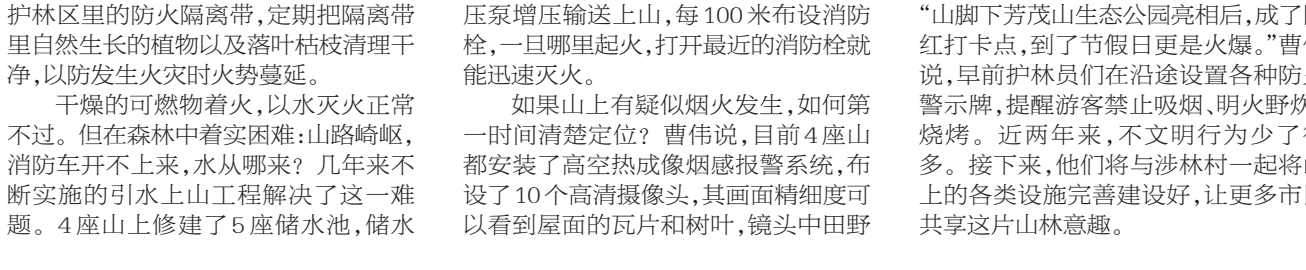 护林区里的防火隔离带,定期把隔离带
里自然生长的植物以及落叶枯枝清理干
净,以防发生火灾时火势蔓延。
干燥的可燃物着火,以水灭火正常
不过。但在森林中着实困难:山路崎岖,
消防车开不上来,水从哪来？几年来不
断实施的引水上山工程解决了这一难
题。4座山上修建了5座储水池,储水
压泵增压输送上山,每100米布设消防
栓,一旦哪里起火,打开最近的消防栓就
能迅速灭火。
如果山上有疑似烟火发生,如何第
一时间清楚定位？曹伟说,目前4座山
都安装了高空热成像烟感报警系统,布
设了10个高清摄像头,其画面精细度可
以看到屋面的瓦片和树叶,镜头中田野
“山脚下芳茂山生态公园亮相后,成了
红打卡点,到了节假日更是火爆。”曹
说,早前护林员们在沿途设置各种防
警示牌,提醒游客禁止吸烟、明火野炊
烧烤。近两年来,不文明行为少了
多。接下来,他们将与涉林村一起将
上的各类设施完善建设好,让更多市
共享这片山林意趣。